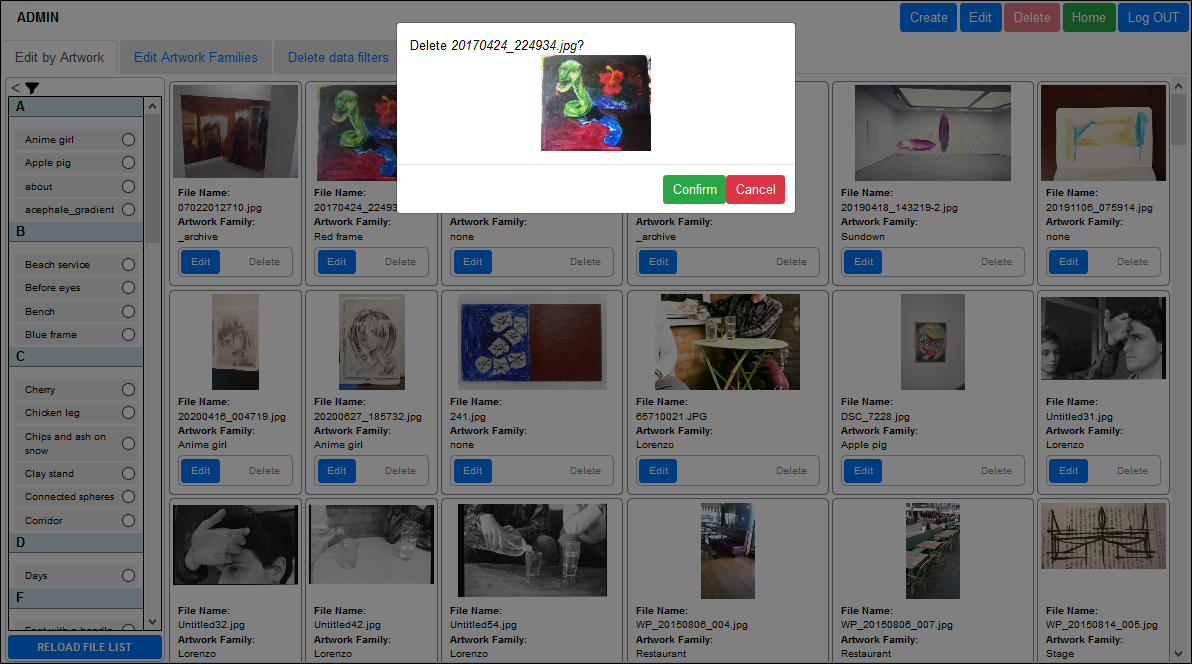 ADMIN
Create
Edit
Delete
Home
Log OUT
Edit by Artwork
Edit Artwork Families
Delete data filters
Delete 20170424_224934.jpg?
Confirm
Cancel
<
A
Anime girl
Apple pig
about
acephale_gradient
B
Beach service
Before eyes
Bench
Blue frame
C
Cherry
Chicken leg
Chips and ash on
snow
Clay stand
Connected spheres
Corridor
D
Days
F
RELOAD FILE LIST
File Name:
07022012710.jpg
Artwork Family:
_archive
Edit
Delete
File Name:
20170424_22493
Artwork Family:
Red frame
Edit
Delete
Artwork Family:
none
Edit
Delete
Artwork Family:
_archive
Edit
Delete
File Name:
20190418_143219-2.jpg
Artwork Family:
Sundown
Edit
Delete
File Name:
20191106_075914.jpg
Artwork Family:
none
Edit
Delete
File Name:
20200416_004719.jpg
Artwork Family:
Anime girl
Edit
Delete
File Name:
20200627_185732.jpg
Artwork Family:
Anime girl
Edit
Delete
File Name:
241.jpg
Artwork Family:
none
Edit
Delete
File Name:
65710021.JPG
Artwork Family:
Lorenzo
Edit
Delete
File Name:
DSC_7228.jpg
Artwork Family:
Apple pig
Edit
Delete
File Name:
Untitled31.jpg
Artwork Family:
Lorenzo
Edit
Delete
File Name:
Untitled32.jpg
Artwork Family:
Lorenzo
File Name:
Untitled42.jpg
Artwork Family:
Lorenzo
File Name:
Untitled54.jpg
Artwork Family:
Lorenzo
File Name:
WP_20150806_004.jpg
Artwork Family:
Restaurant
File Name:
WP_20150806_007.jpg
Artwork Family:
Restaurant
File Name:
WP_20150814_005.jpg
Artwork Family:
Stage